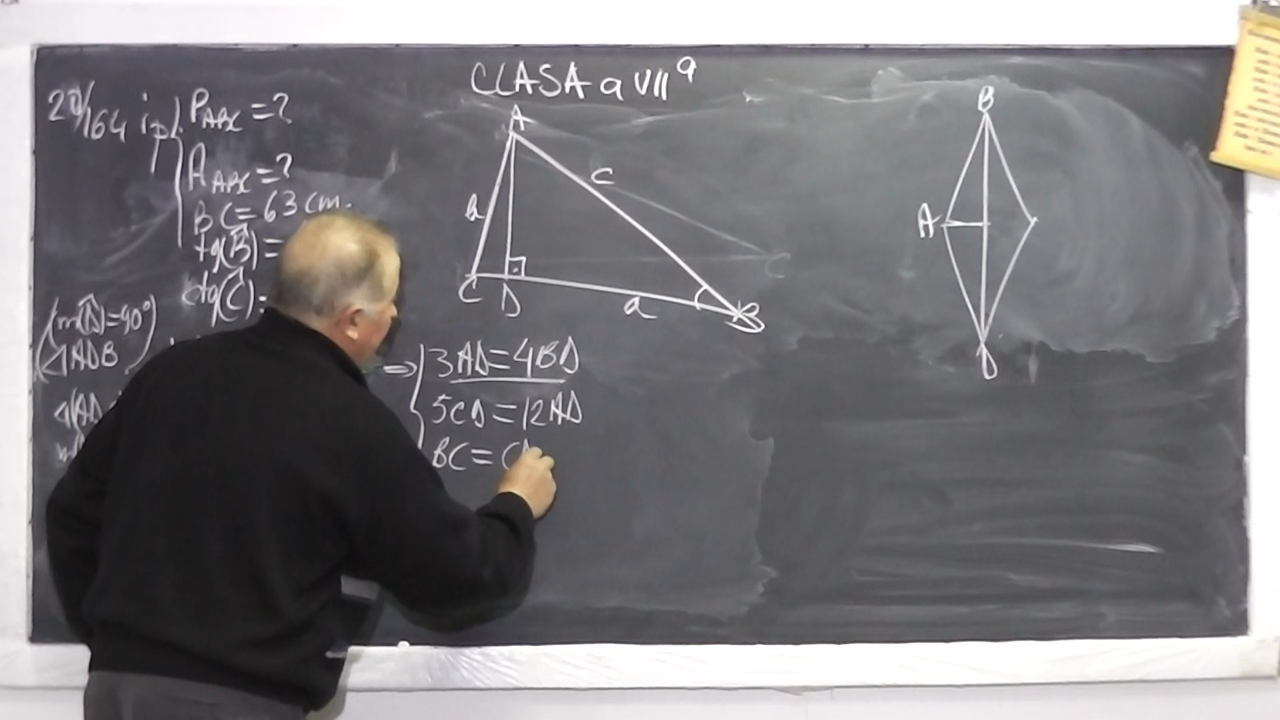 CLASA a VII a
20/164 ip.
P ABC = ?
A ABC = ?
BC = 63 cm.
tg(B̂) =
ctg(Ĉ) =
A
b
c
C
D
a
B
C
B
A
D
(m(D̂)=90°)
ADB
⇒ 3AD=4BD
5CD=12AD
BC=C